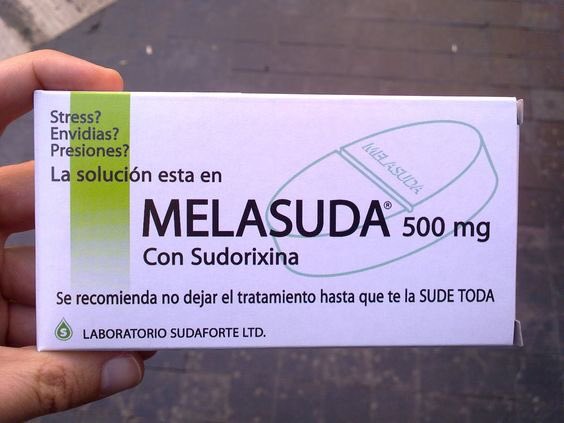 Stress?
Envidias?
Presiones?
La solución esta en
MELASUDA
MELASUDA® 500 mg
Con Sudorixina
Se recomienda no dejar el tratamiento hasta que te la SUDE TODA
S LABORATORIO SUDAFORTE LTD.